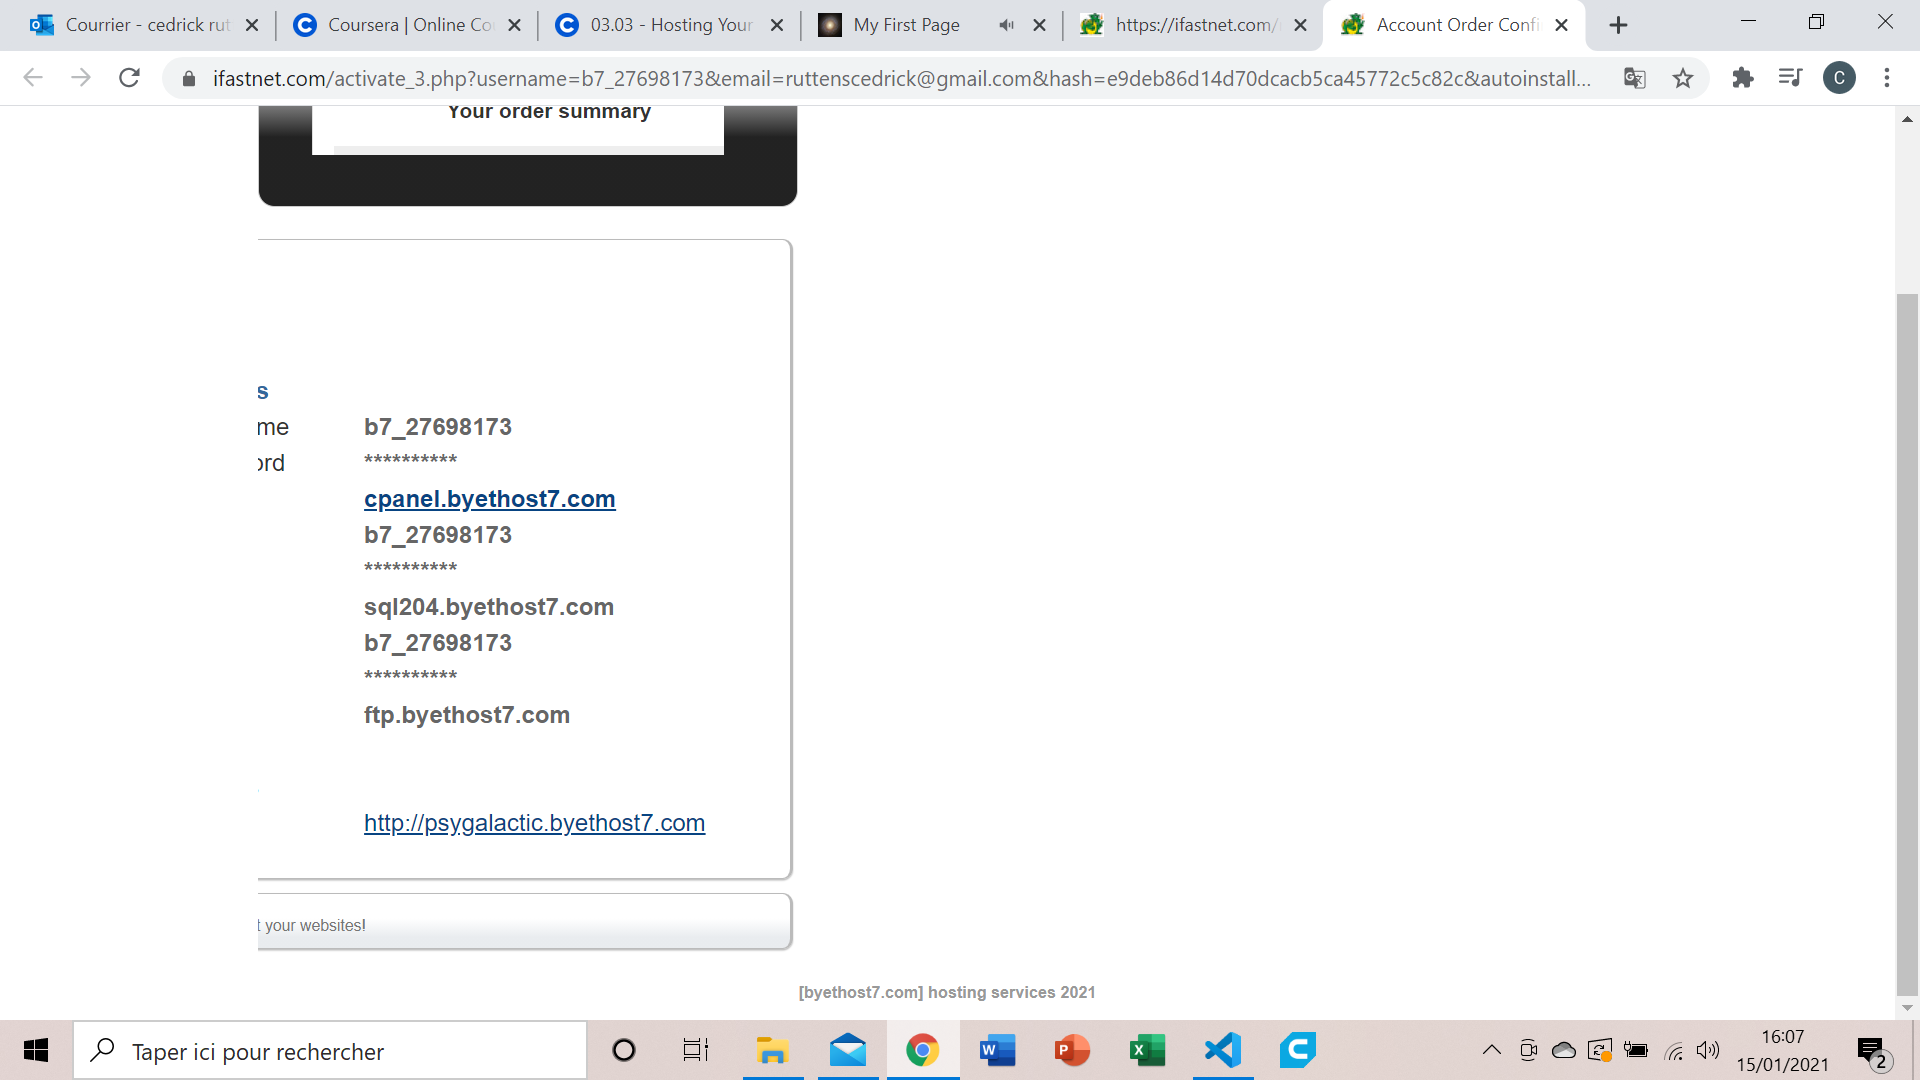 Courrier - cedrick rut
Coursera | Online Co
03.03 - Hosting Your
My First Page
https://ifastnet.com/
Account Order Confi
ifastnet.com/activate_3.php?username=b7_27698173&email=ruttenscedrick@gmail.com&hash=e9deb86d14d70dcacb5ca45772c5c82c&autoinstall...
C
Your order summary
s
me b7_27698173
ord **********
cpanel.byethost7.com
b7_27698173
**********
sql204.byethost7.com
b7_27698173
**********
ftp.byethost7.com
http://psygalactic.byethost7.com
t your websites!
[byethost7.com] hosting services 2021
Taper ici pour rechercher
16:07
15/01/2021
2